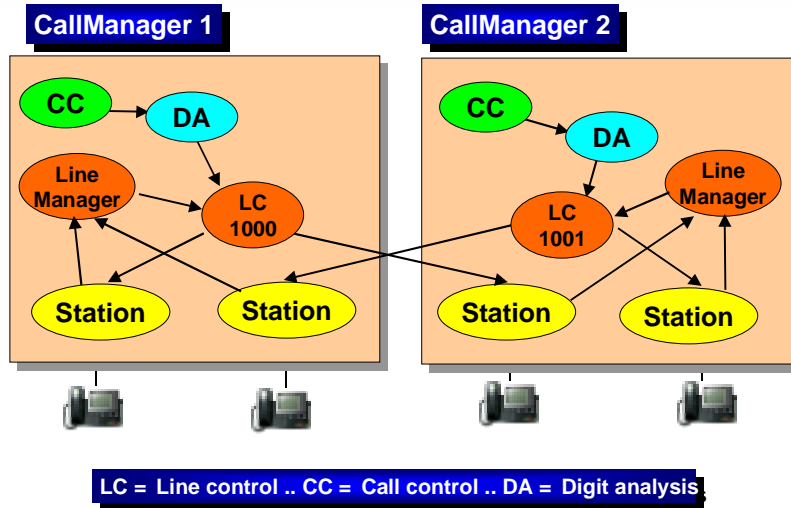 CallManager 1
CC
DA
Line
Manager
LC
1000
Station
Station
CallManager 2
CC
DA
Line
Manager
LC
1001
Station
Station
LC = Line control .. CC = Call control .. DA = Digit analysis